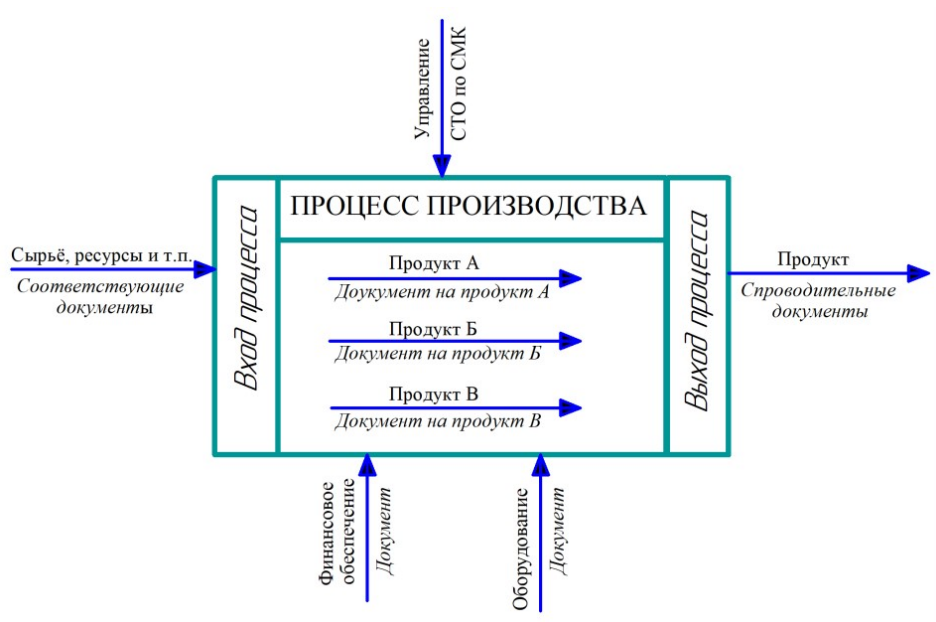 Управление
СТО по СМК
ПРОЦЕСС ПРОИЗВОДСТВА
Сырьё, ресурсы и т.п.
Соответствующие
документы
Вход процесса
Продукт А
Доукумент на продукт А
Продукт Б
Документ на продукт Б
Продукт В
Документ на продукт В
Выход процесса
Продукт
Спроводительные
документы
Финансовое
обеспечение
Документ
Оборудование
Документ